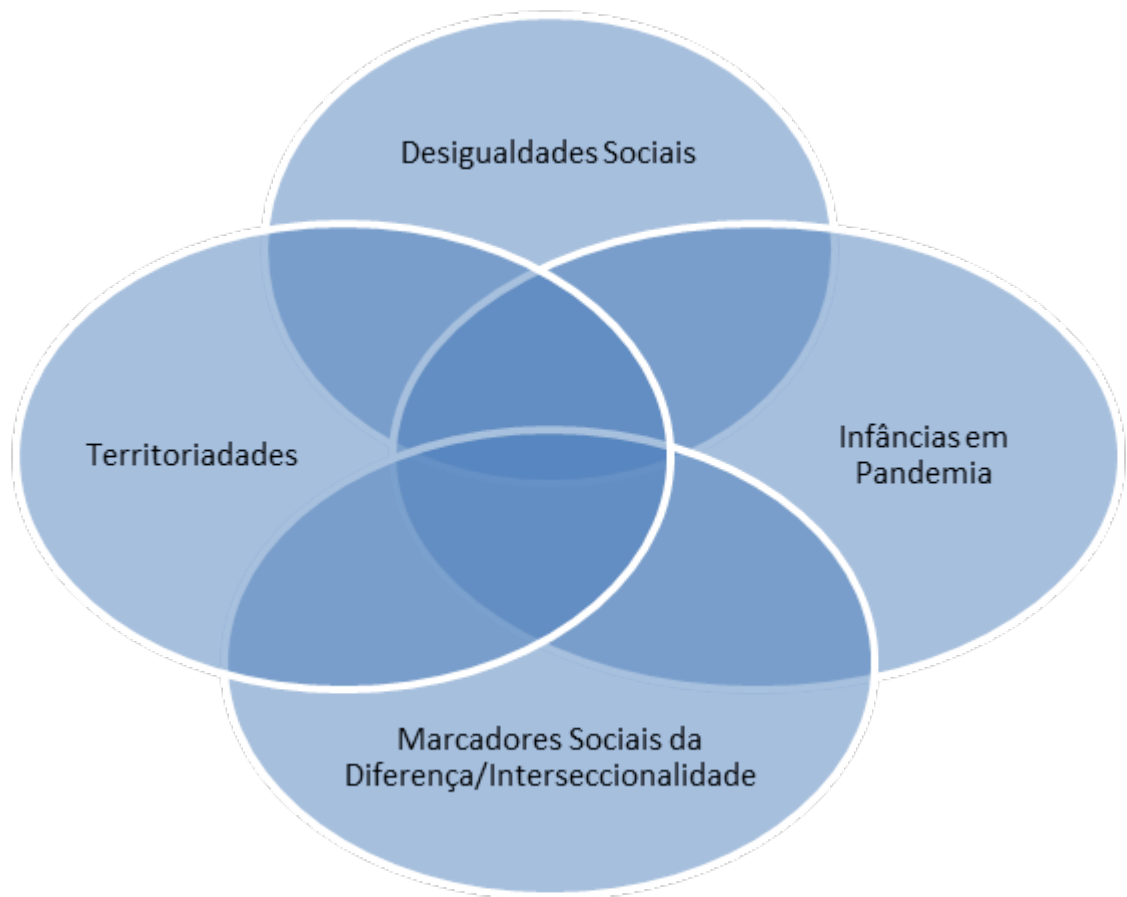 Desigualdades Sociais
Territoriadades
Infâncias em
Pandemia
Marcadores Sociais da
Diferença/Interseccionalidade